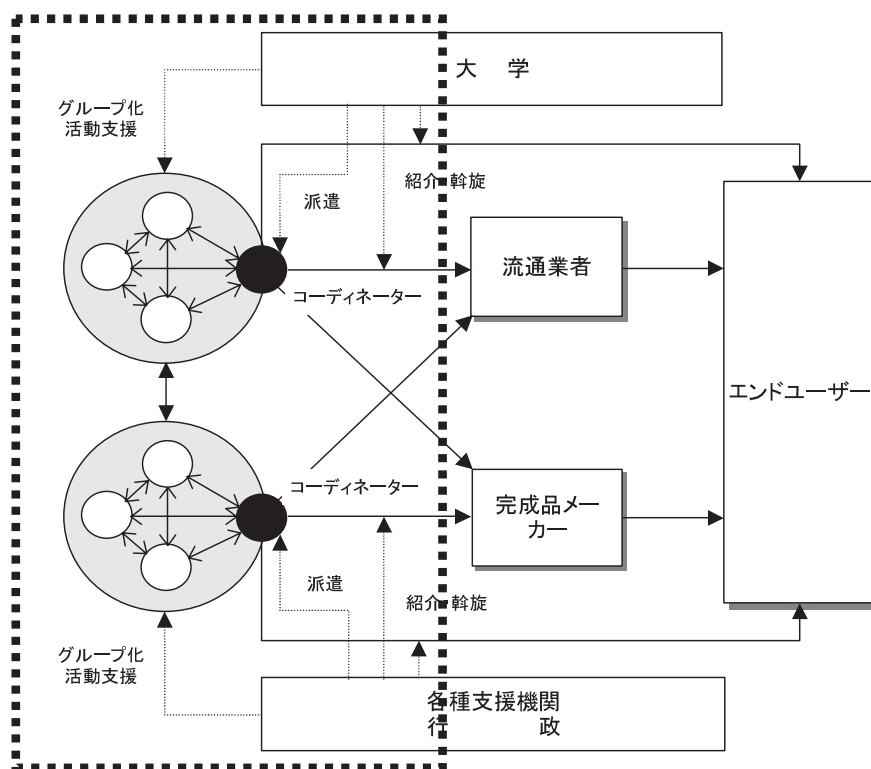 大　学
グループ化
活動支援
紹介・斡旋
派遣
流通業者
コーディネーター
エンドユーザー
コーディネーター
完成品メー
カー
派遣
紹介・斡旋
グループ化
活動支援
各種支援機関
行　　　政